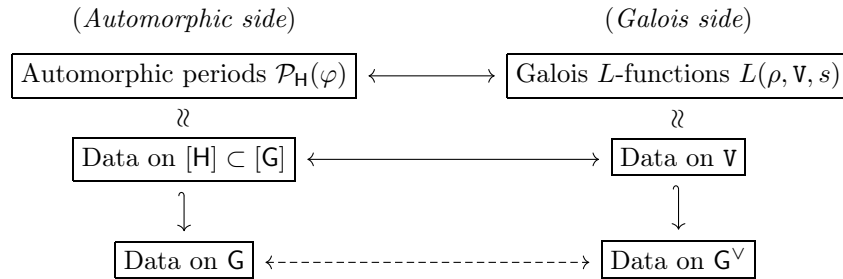 (Automorphic side) (Galois side)
Automorphic periods 𝒫_H(φ) ⟷ Galois L-functions L(ρ, V, s)
≀≀ ≀≀
Data on [H] ⊂ [G] ⟷ Data on V
Data on G ⇠⇢ Data on G^∨